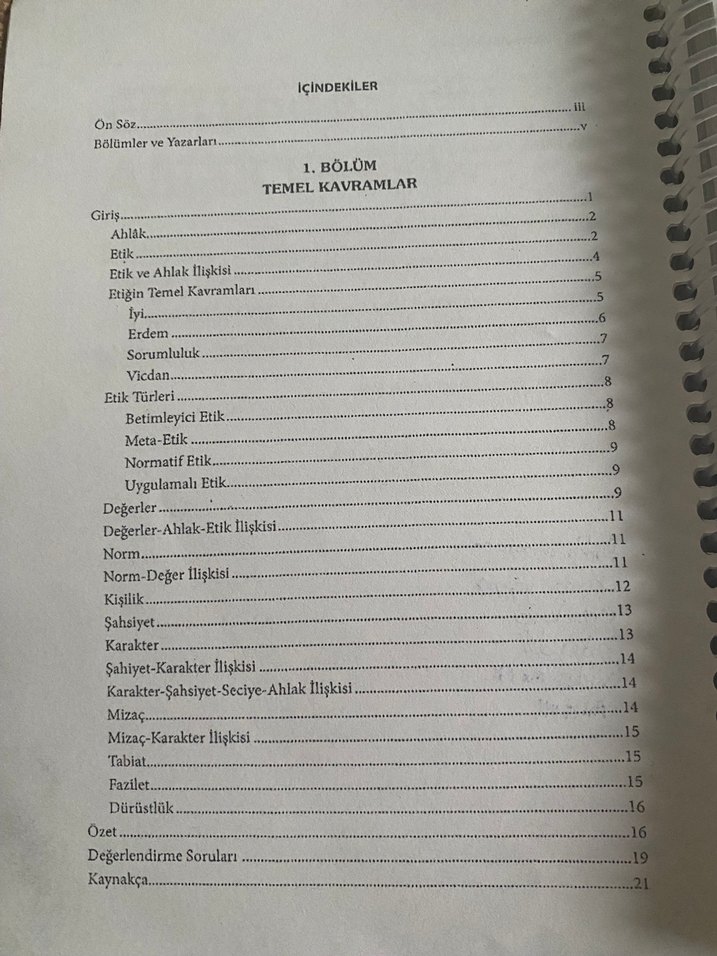 İÇİNDEKİLER
Ön Söz..........iii
Bölümler ve Yazarları..........v
1. BÖLÜM
TEMEL KAVRAMLAR
Giriş..........1
Ahlâk..........2
Etik..........2
Etik ve Ahlak İlişkisi..........4
Etiğin Temel Kavramları..........5
İyi..........5
Erdem..........6
Sorumluluk..........7
Vicdan..........7
Etik Türleri..........8
Betimleyici Etik..........8
Meta-Etik..........8
Normatif Etik..........9
Uygulamalı Etik..........9
Değerler..........9
Değerler-Ahlak-Etik İlişkisi..........11
Norm..........11
Norm-Değer İlişkisi..........11
Kişilik..........12
Şahsiyet..........13
Karakter..........13
Şahiyet-Karakter İlişkisi..........14
Karakter-Şahsiyet-Seciye-Ahlak İlişkisi..........14
Mizaç..........14
Mizaç-Karakter İlişkisi..........15
Tabiat..........15
Fazilet..........15
Dürüstlük..........16
Özet..........16
Değerlendirme Soruları..........19
Kaynakça..........21